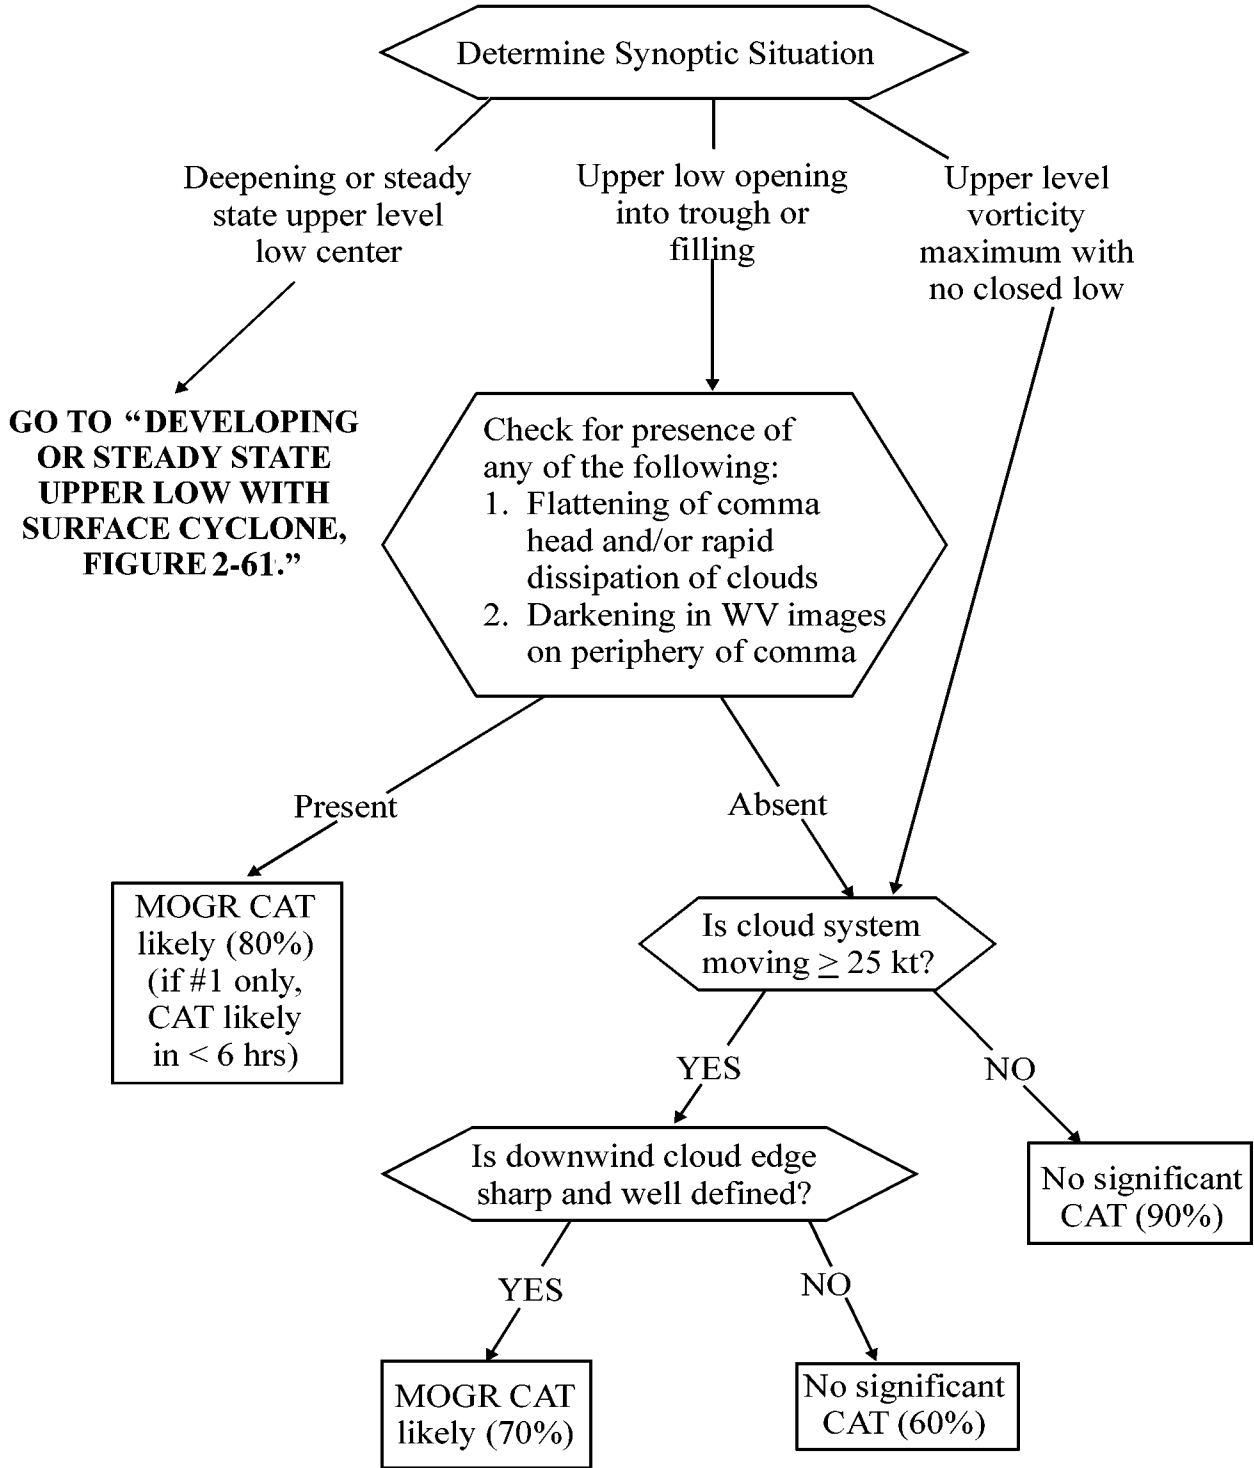 Determine Synoptic Situation
Deepening or steady
state upper level
low center
Upper low opening
into trough or
filling
Upper level
vorticity
maximum with
no closed low
GO TO “DEVELOPING
OR STEADY STATE
UPPER LOW WITH
SURFACE CYCLONE,
FIGURE 2-61.”
Check for presence of
any of the following:
1. Flattening of comma
head and/or rapid
dissipation of clouds
2. Darkening in WV images
on periphery of comma
Present
Absent
MOGR CAT
likely (80%)
(if #1 only,
CAT likely
in < 6 hrs)
Is cloud system
moving ≥ 25 kt?
YES
NO
Is downwind cloud edge
sharp and well defined?
No significant
CAT (90%)
YES
NO
MOGR CAT
likely (70%)
No significant
CAT (60%)